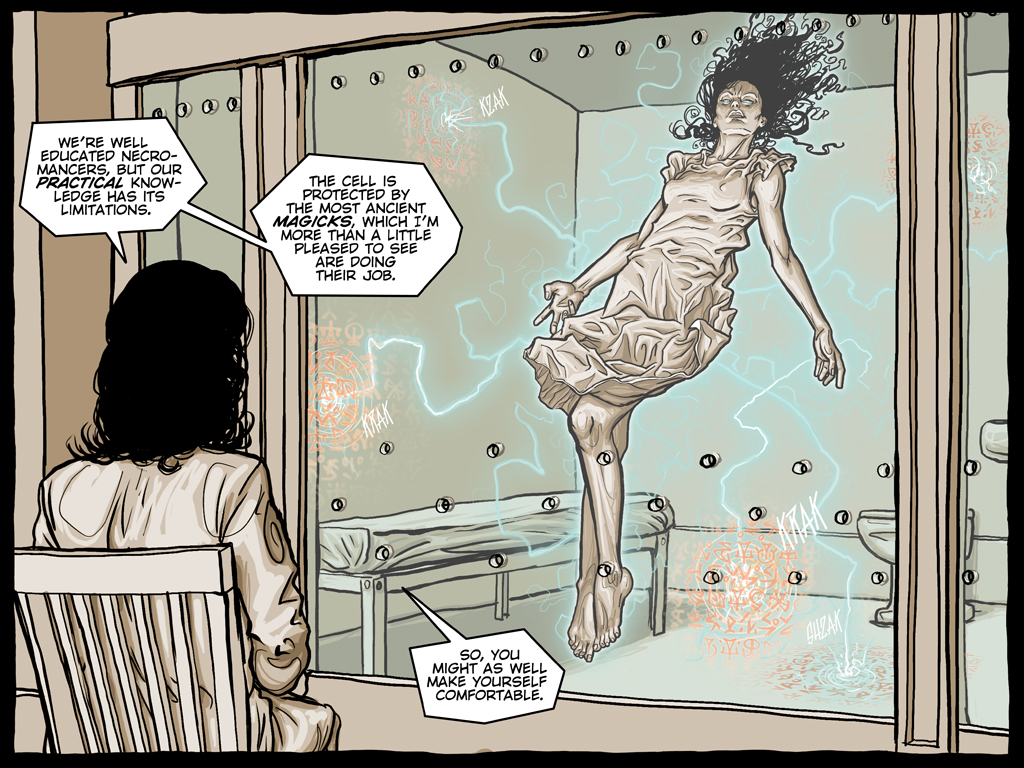 WE'RE WELL
EDUCATED NECRO-
MANCERS, BUT OUR
PRACTICAL KNOW-
LEDGE HAS ITS
LIMITATIONS.
THE CELL IS
PROTECTED BY
THE MOST ANCIENT
MAGICKS, WHICH I'M
MORE THAN A LITTLE
PLEASED TO SEE
ARE DOING
THEIR JOB.
KZAK
KRAK
KRAK
SHZAK
SO, YOU
MIGHT AS WELL
MAKE YOURSELF
COMFORTABLE.